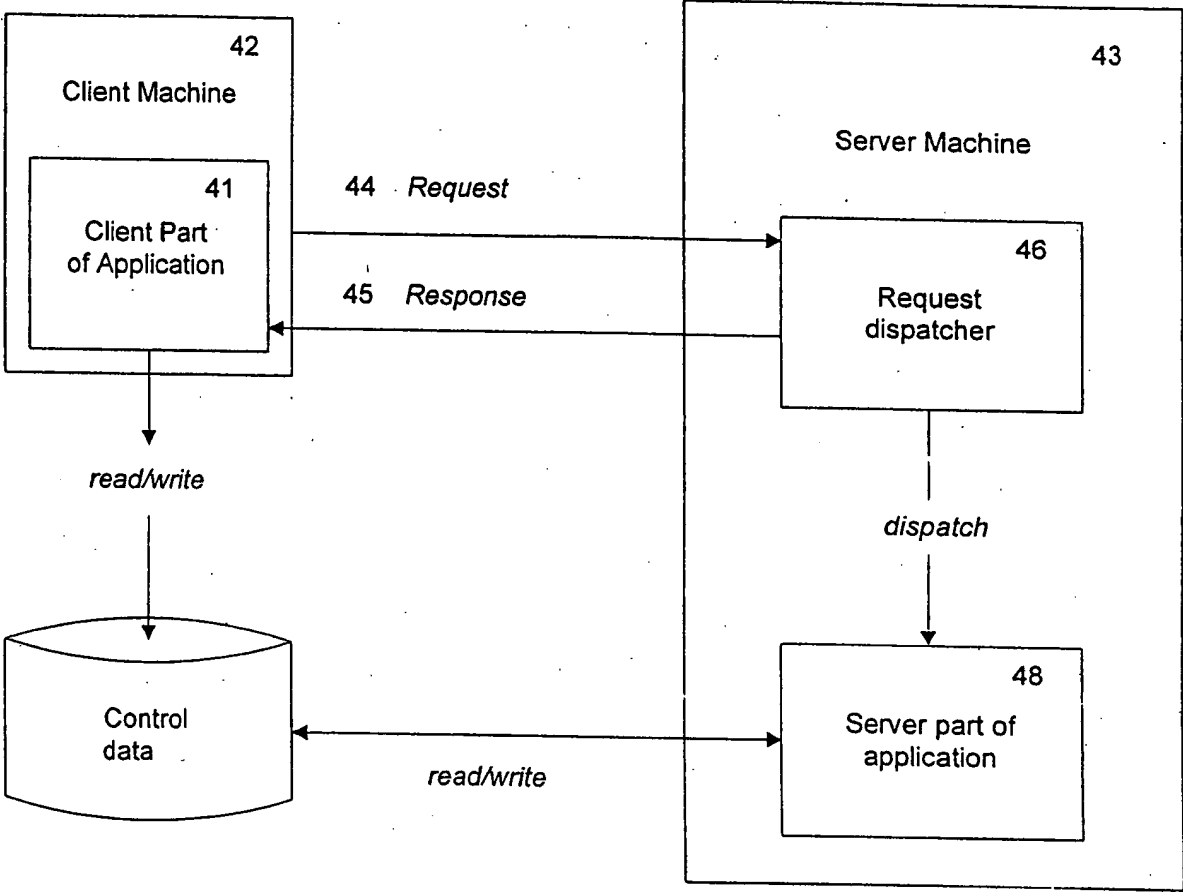 42
Client Machine
41
Client Part
of Application
44 Request
45 Response
43
Server Machine
46
Request
dispatcher
read/write
dispatch
Control
data
read/write
48
Server part of
application